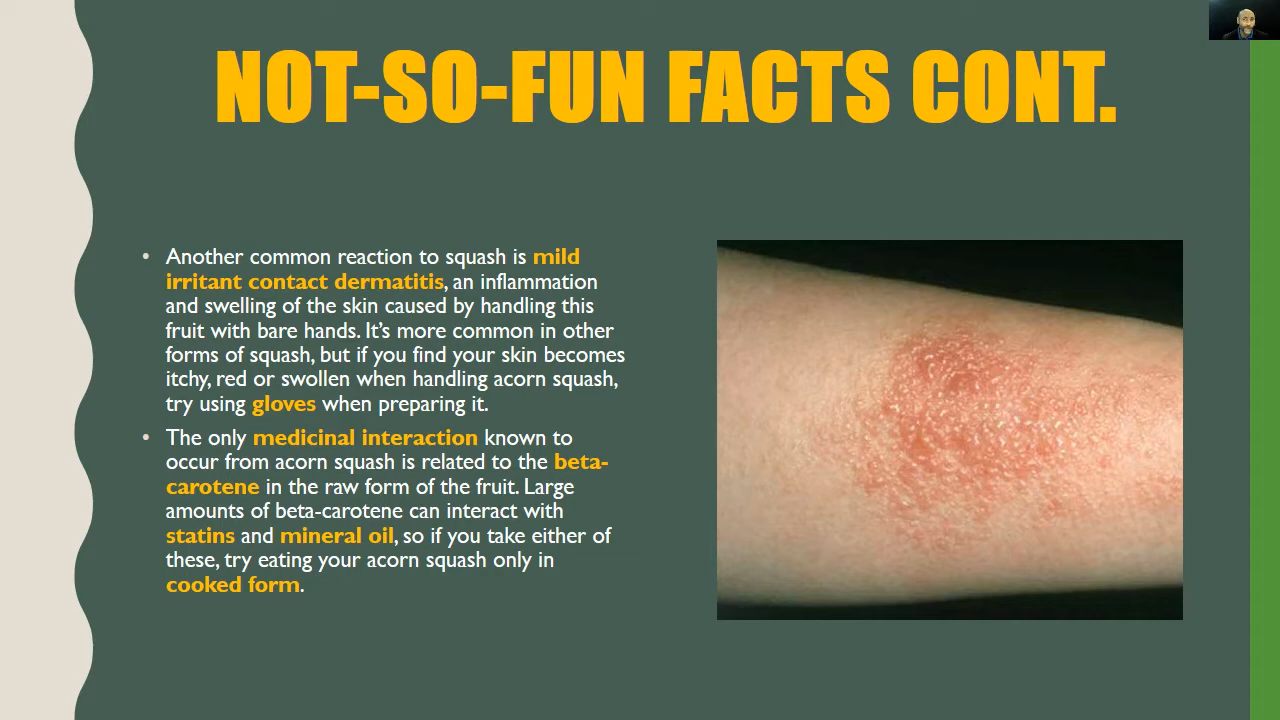 NOT-SO-FUN FACTS CONT.
• Another common reaction to squash is mild
irritant contact dermatitis, an inflammation
and swelling of the skin caused by handling this
fruit with bare hands. It’s more common in other
forms of squash, but if you find your skin becomes
itchy, red or swollen when handling acorn squash,
try using gloves when preparing it.
• The only medicinal interaction known to
occur from acorn squash is related to the beta-
carotene in the raw form of the fruit. Large
amounts of beta-carotene can interact with
statins and mineral oil, so if you take either of
these, try eating your acorn squash only in
cooked form.